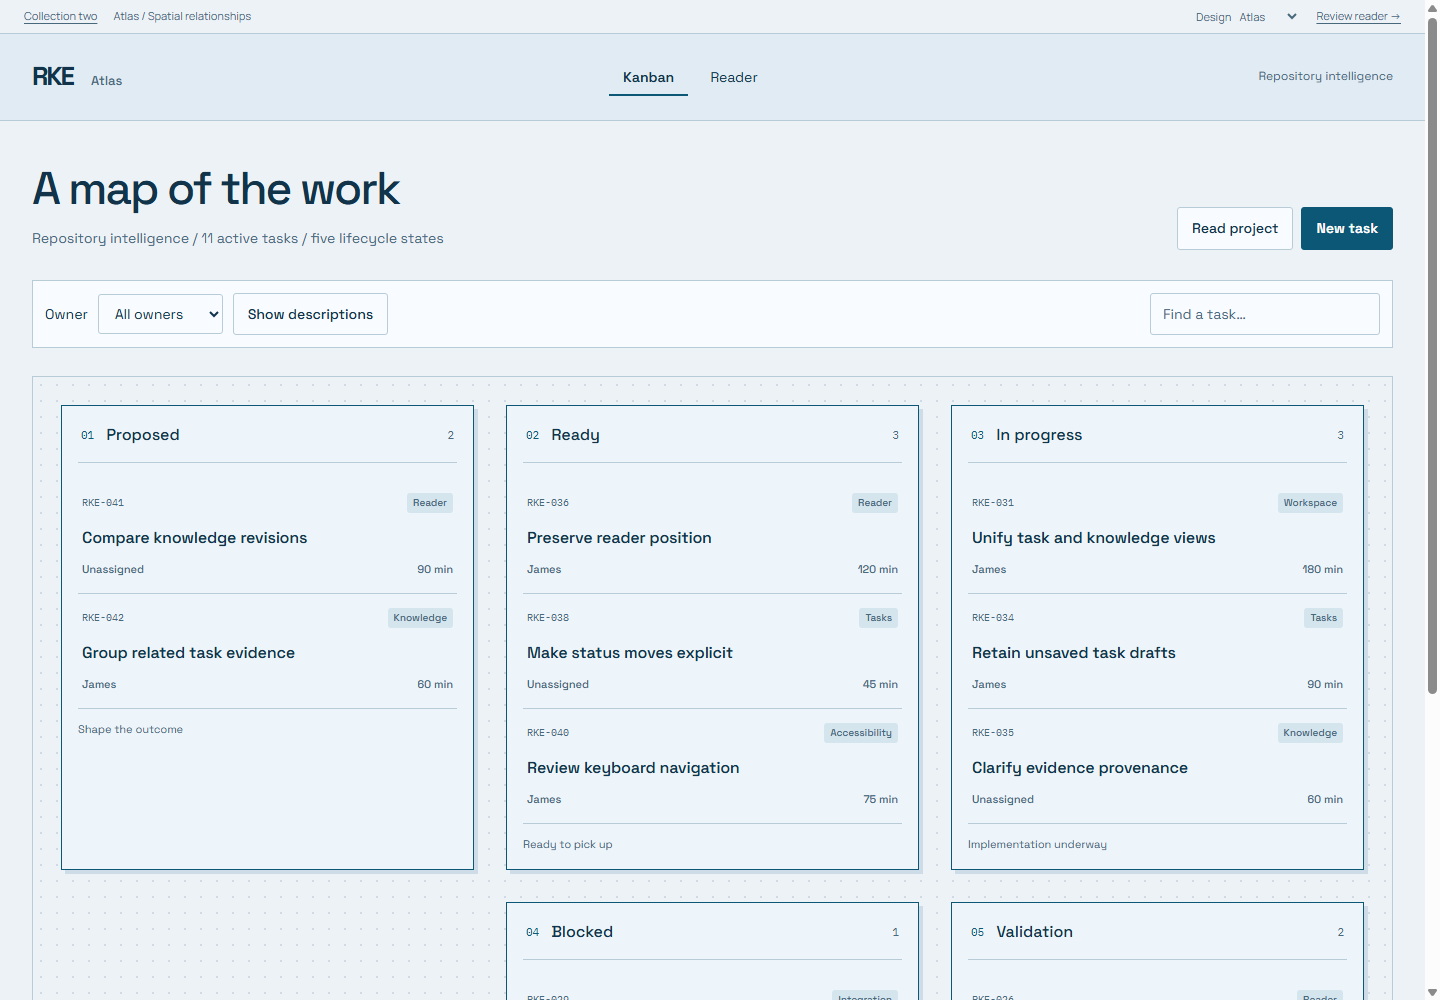 Collection two Atlas / Spatial relationships Design Atlas Review reader →
RKE Atlas Kanban Reader Repository intelligence
A map of the work
Repository intelligence / 11 active tasks / five lifecycle states
Read project New task
Owner All owners Show descriptions Find a task...
01 Proposed 2
RKE-041 Reader
Compare knowledge revisions
Unassigned 90 min
RKE-042 Knowledge
Group related task evidence
James 60 min
Shape the outcome
02 Ready 3
RKE-036 Reader
Preserve reader position
James 120 min
RKE-038 Tasks
Make status moves explicit
Unassigned 45 min
RKE-040 Accessibility
Review keyboard navigation
James 75 min
Ready to pick up
03 In progress 3
RKE-031 Workspace
Unify task and knowledge views
James 180 min
RKE-034 Tasks
Retain unsaved task drafts
James 90 min
RKE-035 Knowledge
Clarify evidence provenance
Unassigned 60 min
Implementation underway
04 Blocked 1
RKE-029 Integration
05 Validation 2
RKE-026 Reader